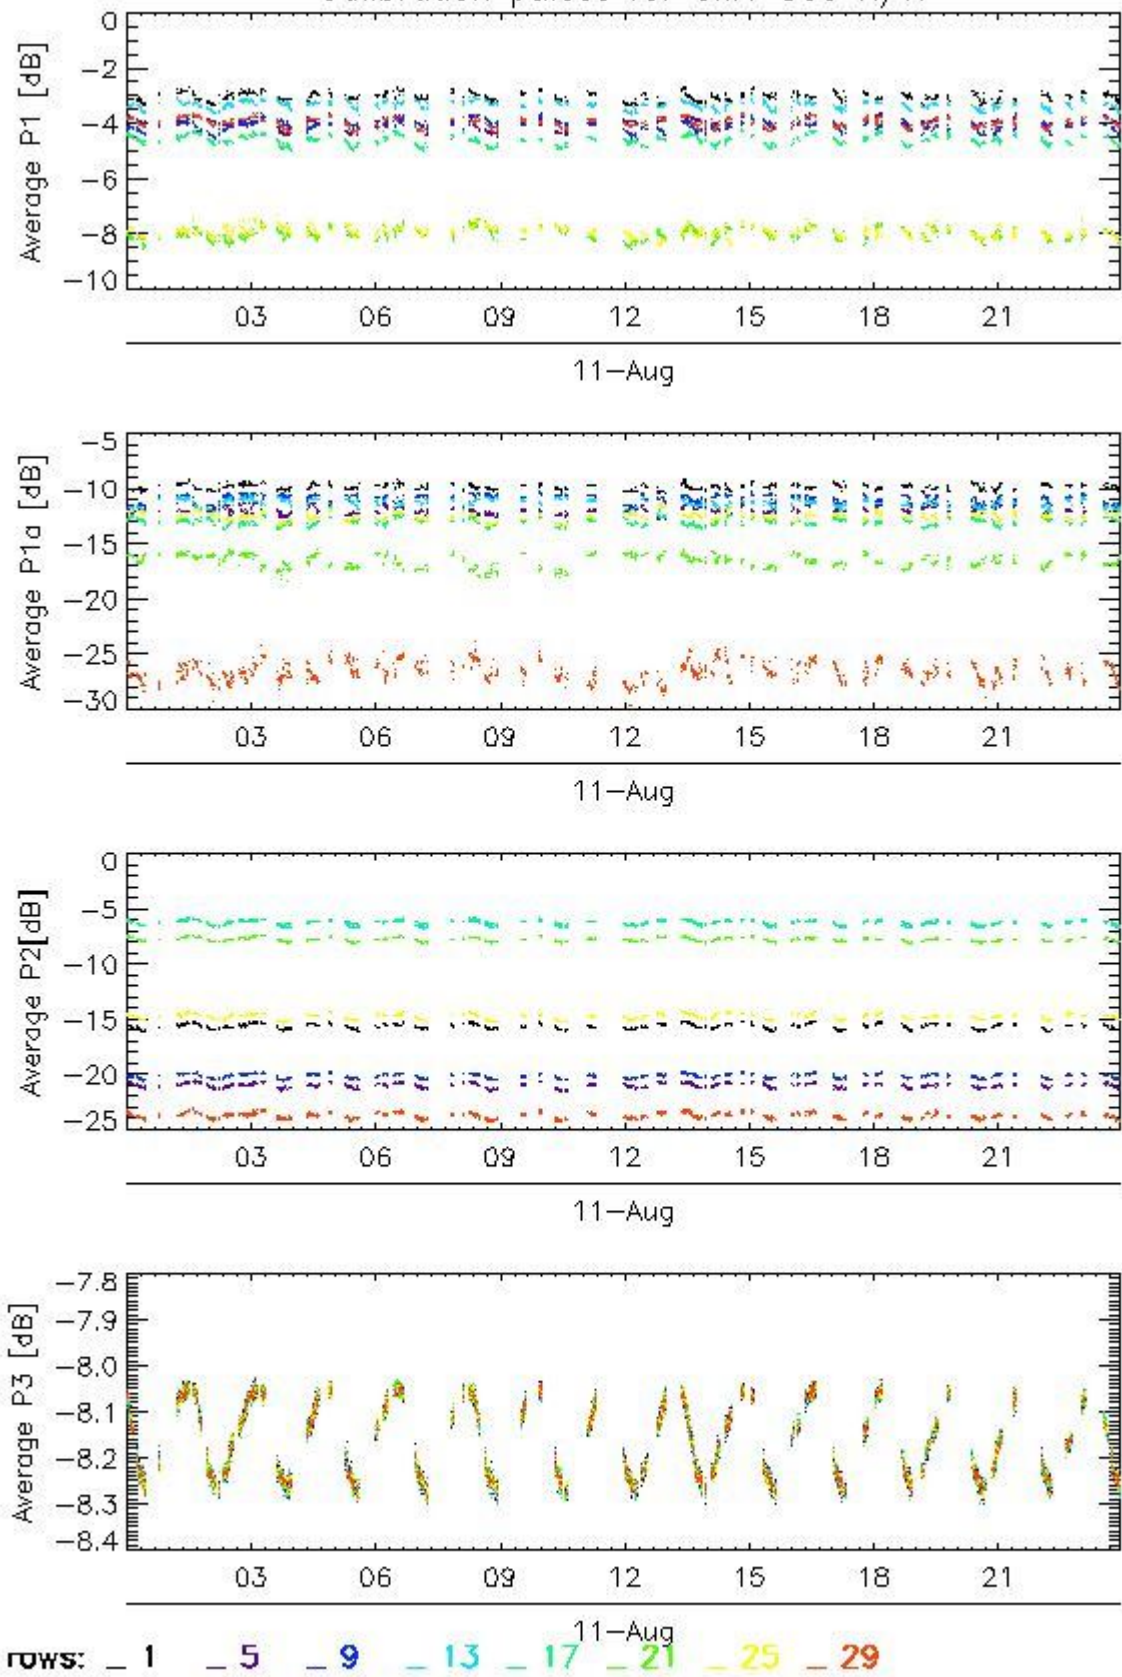 0
−2
−4
−6
−8
−10
Average P1 [dB]
03 06 09 12 15 18 21
11−Aug
−5
−10
−15
−20
−25
−30
Average P1a [dB]
03 06 09 12 15 18 21
11−Aug
0
−5
−10
−15
−20
−25
Average P2[dB]
03 06 09 12 15 18 21
11−Aug
−7.8
−7.9
−8.0
−8.1
−8.2
−8.3
−8.4
Average P3 [dB]
03 06 09 12 15 18 21
11−Aug
rows: _ 1 _ 5 _ 9 _ 13 _ 17 _ 21 _ 25 _ 29